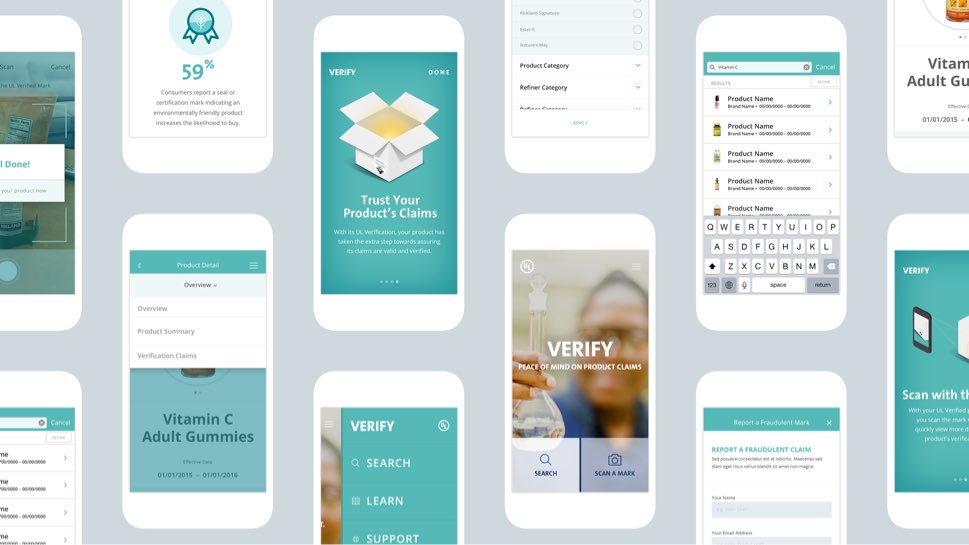 Scan
Cancel
the UL Verified Mark
l Done!
your product now
Cancel
REFINE
me
00/00/0000 - 00/00/0000
me
00/00/0000 - 00/00/0000
me
00/00/0000 - 00/00/0000
me
59%
Consumers report a seal or
certification mark indicating an
environmentally friendly product
increases the likelihood to buy.
Product Detail
Overview
Overview
Product Summary
Verification Claims
Vitamin C
Adult Gummies
Effective Date
01/01/2015 – 01/01/2016
VERIFY
DONE
Trust Your
Product's Claims
With its UL Verification, your product has
taken the extra step towards assuring
its claims are valid and verified.
VERIFY
UL
SEARCH
LEARN
SUPPORT
Kirkland Signature
Ester-C
Nature's Way
Product Category
Refiner Category
Refiner Category
APPLY
UL
VERIFY
PEACE OF MIND ON PRODUCT CLAIMS
SEARCH
SCAN A MARK
Vitamin C
Cancel
RESULTS
REFINE
Product Name
Brand Name • 00/00/0000 - 00/00/0000
Product Name
Brand Name • 00/00/0000 - 00/00/0000
Product Name
Brand Name • 00/00/0000 - 00/00/0000
Product Name
Brand Name • 00/00/0000 - 00/00/0000
Product Name
Brand Name • 00/00/0000 - 00/00/0000
Q W E R T Y U I O P
A S D F G H J K L
Z X C V B N M
123 space return
Report a Fraudulent Mark
REPORT A FRAUDULENT CLAIM
Sed posuere consectetur est at lobortis. Maecenas sed
diam eget risus varius blandit sit amet non magna.
Your Name
Your Email Address
Vitam
Adult Gu
Effective D
01/01/2015 –
VERIFY
Scan with th
With your UL Verified
you scan the mark
quickly view more
product's verific